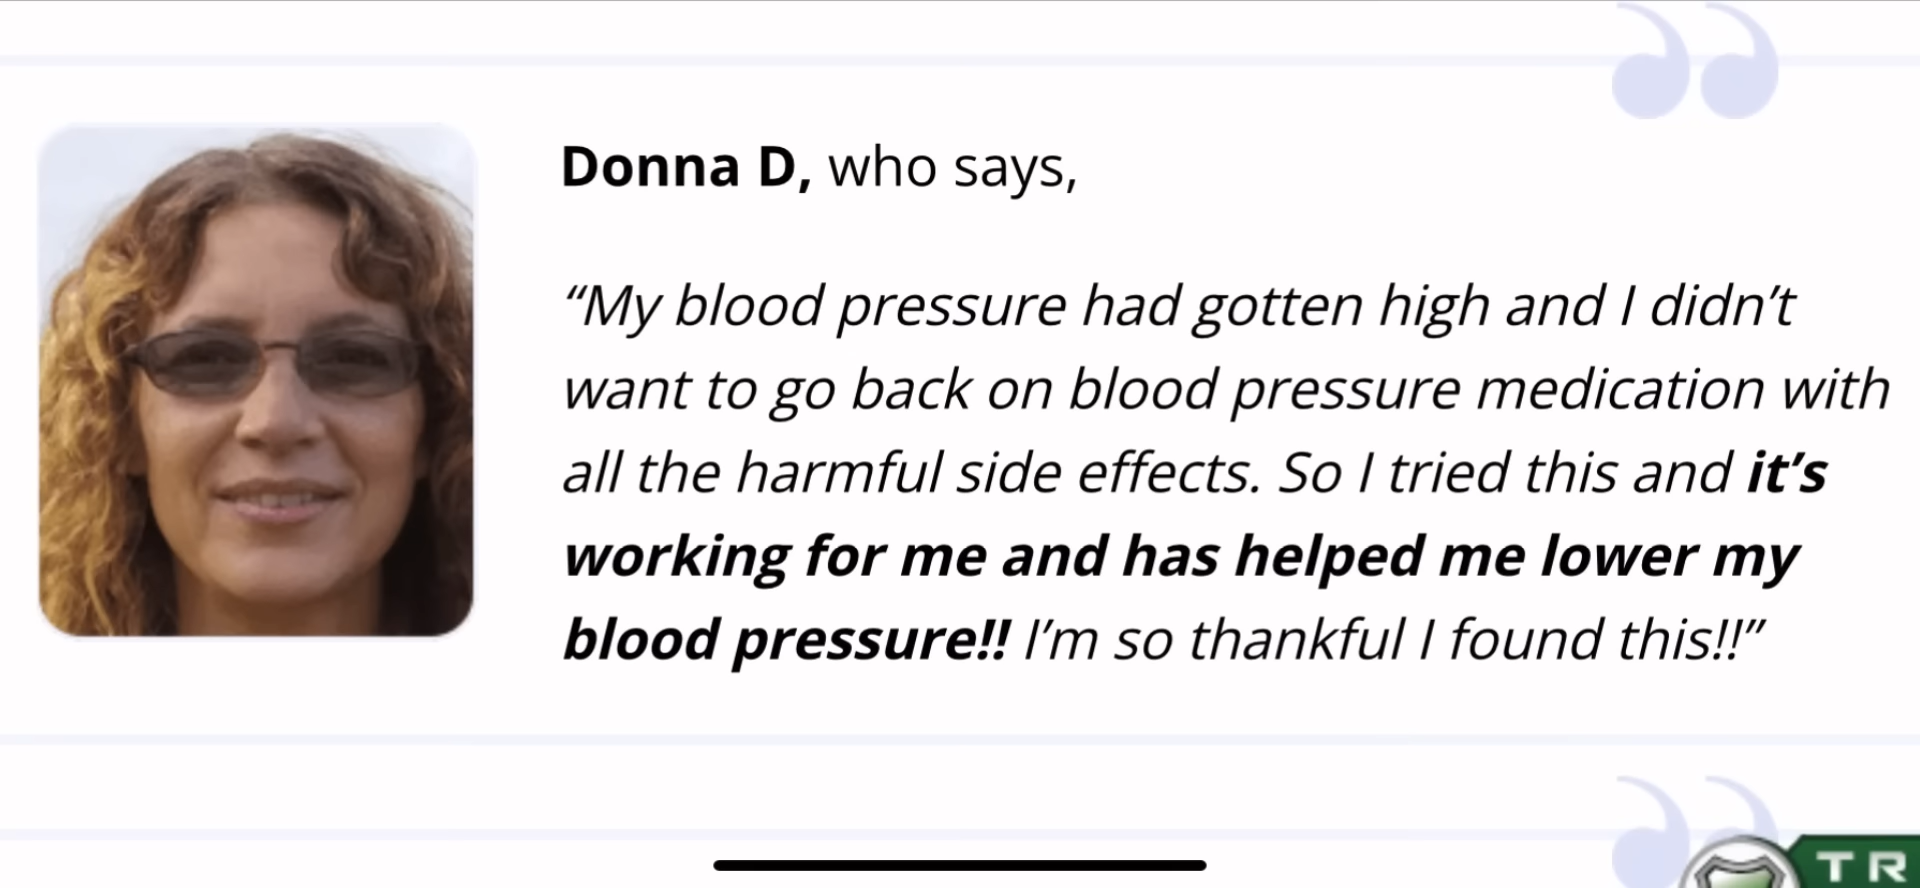 Donna D, who says,
“My blood pressure had gotten high and I didn’t
want to go back on blood pressure medication with
all the harmful side effects. So I tried this and it’s
working for me and has helped me lower my
blood pressure!! I’m so thankful I found this!!”
TR